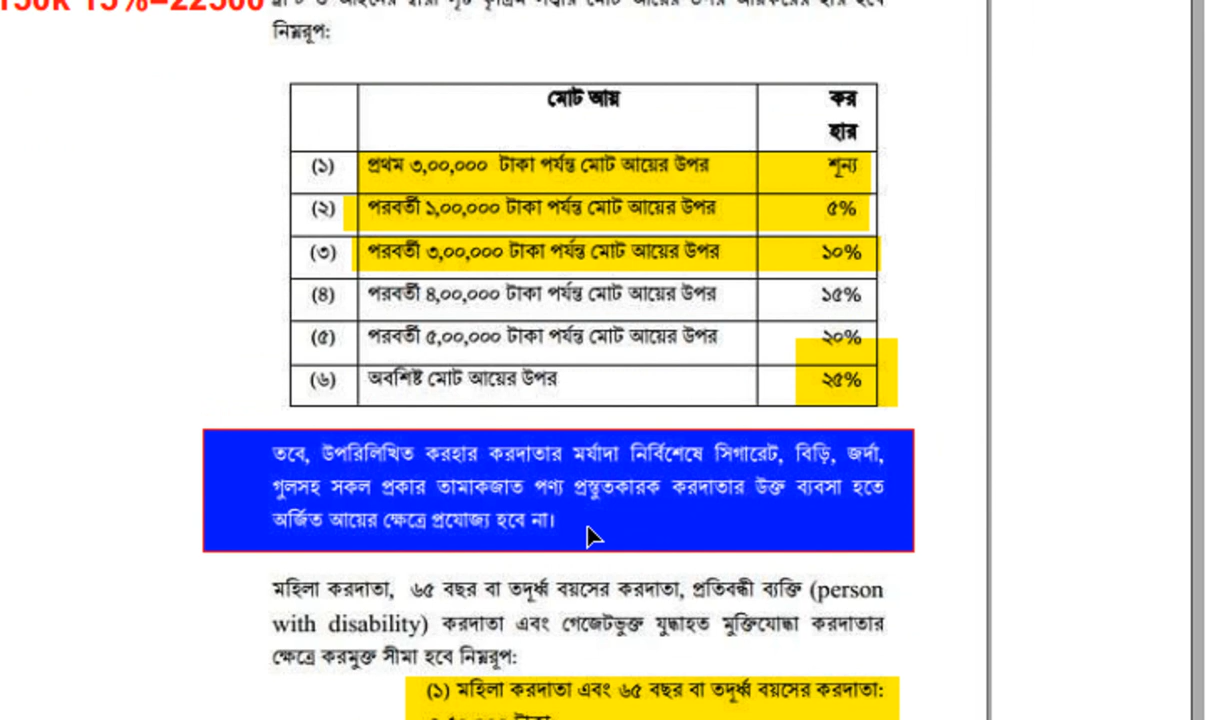 150k 15%=22500
নিম্নরূপ:
মোট আয় কর হার
(১) প্রথম ৩,০০,০০০ টাকা পর্যন্ত মোট আয়ের উপর শূন্য
(২) পরবর্তী ১,০০,০০০ টাকা পর্যন্ত মোট আয়ের উপর ৫%
(৩) পরবর্তী ৩,০০,০০০ টাকা পর্যন্ত মোট আয়ের উপর ১০%
(৪) পরবর্তী ৪,০০,০০০ টাকা পর্যন্ত মোট আয়ের উপর ১৫%
(৫) পরবর্তী ৫,০০,০০০ টাকা পর্যন্ত মোট আয়ের উপর ২০%
(৬) অবশিষ্ট মোট আয়ের উপর ২৫%
তবে, উপরিলিখিত করহার করদাতার মর্যাদা নির্বিশেষে সিগারেট, বিড়ি, জর্দা,
গুলসহ সকল প্রকার তামাকজাত পণ্য প্রস্তুতকারক করদাতার উক্ত ব্যবসা হতে
অর্জিত আয়ের ক্ষেত্রে প্রযোজ্য হবে না।
মহিলা করদাতা, ৬৫ বছর বা তদূর্ধ্ব বয়সের করদাতা, প্রতিবন্ধী ব্যক্তি (person
with disability) করদাতা এবং গেজেটভুক্ত যুদ্ধাহত মুক্তিযোদ্ধা করদাতার
ক্ষেত্রে করমুক্ত সীমা হবে নিম্নরূপ:
(১) মহিলা করদাতা এবং ৬৫ বছর বা তদূর্ধ্ব বয়সের করদাতা: